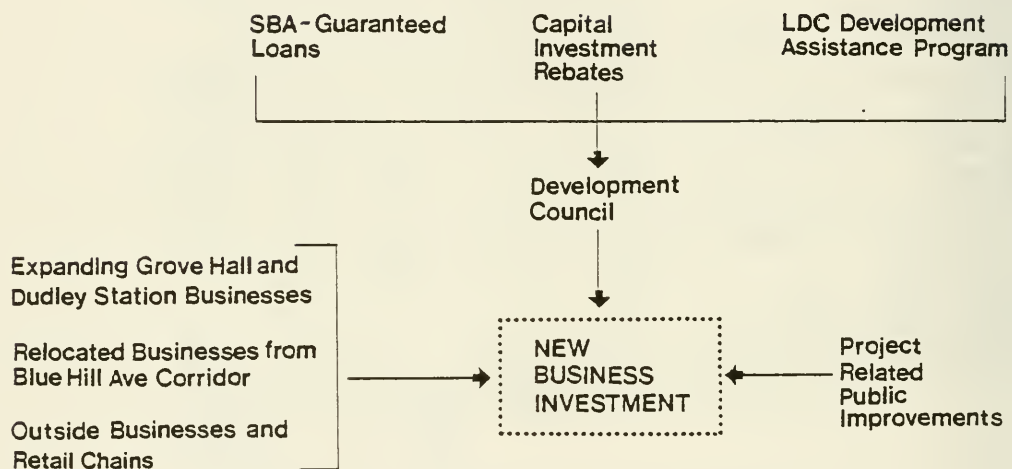 SBA-Guaranteed
Loans
Capital
Investment
Rebates
LDC Development
Assistance Program
Development
Council
Expanding Grove Hall and
Dudley Station Businesses
Relocated Businesses from
Blue Hill Ave Corridor
Outside Businesses and
Retail Chains
NEW
BUSINESS
INVESTMENT
Project
Related
Public
Improvements